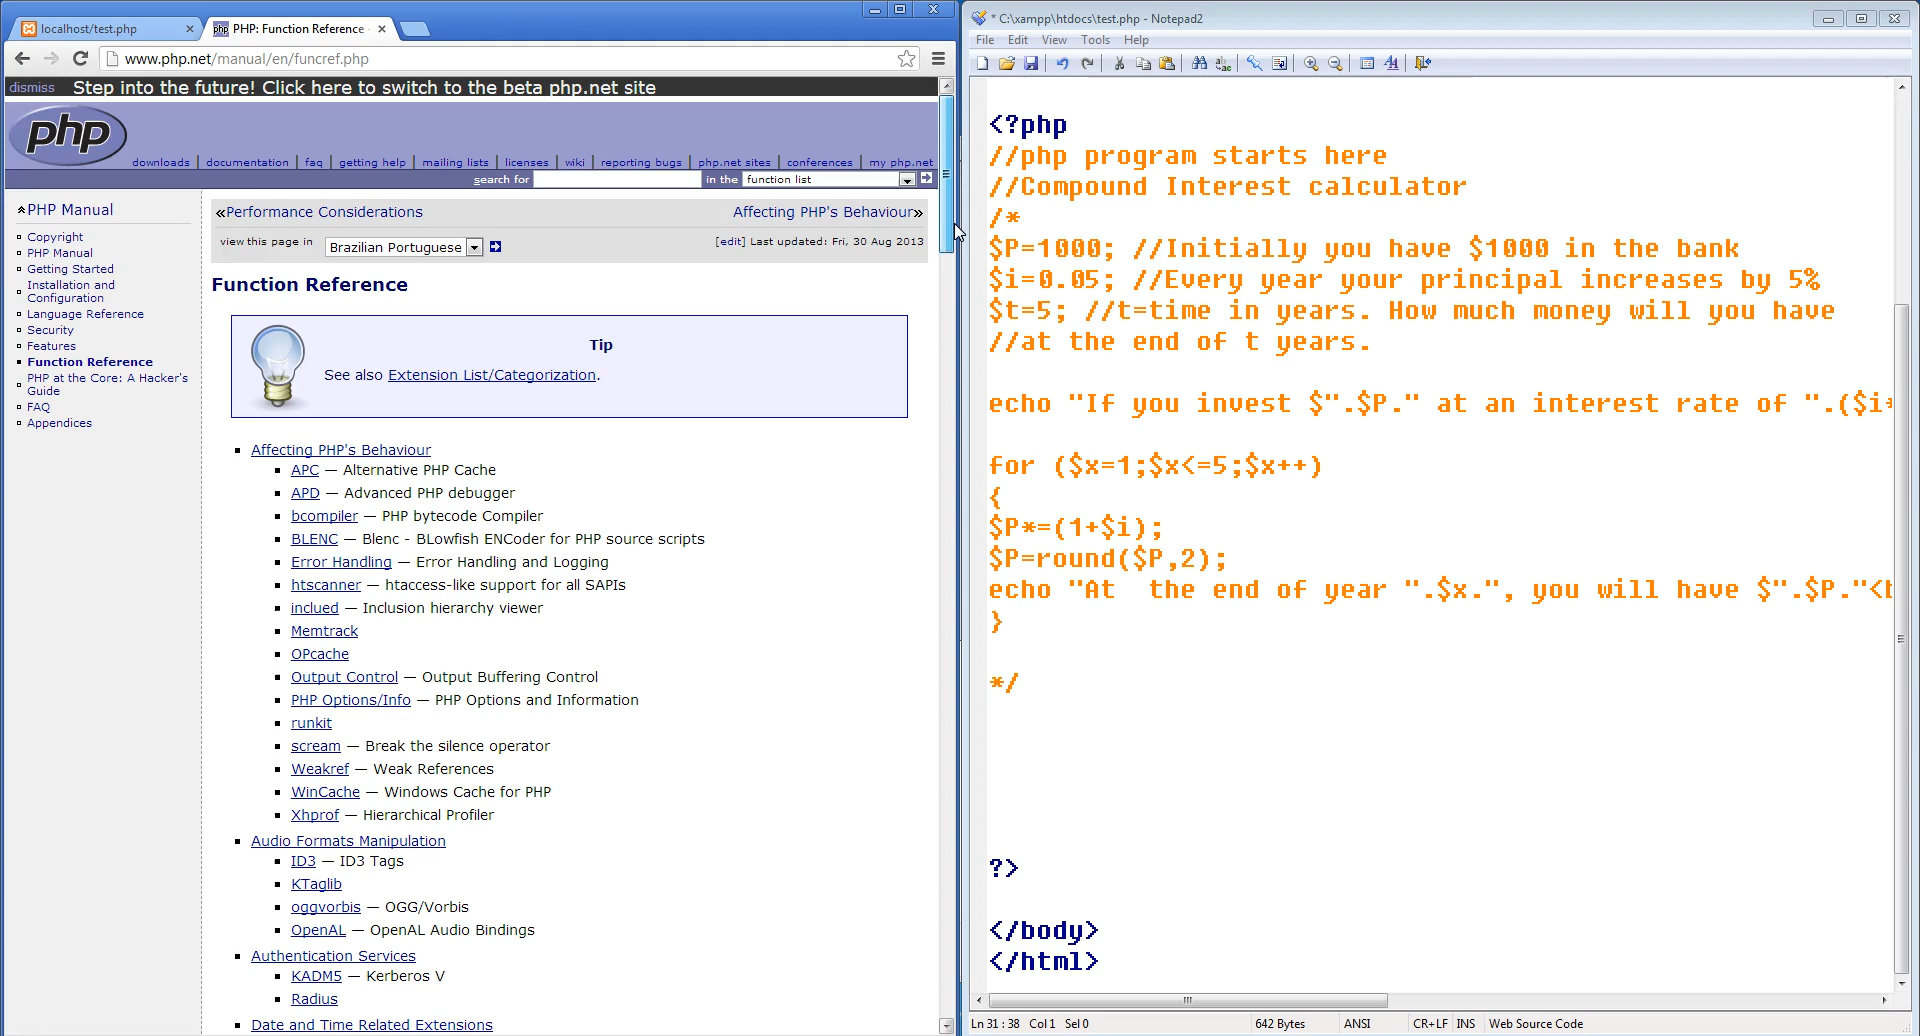 localhost/test.php
PHP: Function Reference
www.php.net/manual/en/funcref.php
dismiss Step into the future! Click here to switch to the beta php.net site
php
downloads | documentation | faq | getting help | mailing lists | licenses | wiki | reporting bugs | php.net sites | conferences | my php.net
search for in the function list
PHP Manual
Copyright
PHP Manual
Getting Started
Installation and
Configuration
Language Reference
Security
Features
Function Reference
PHP at the Core: A Hacker's
Guide
FAQ
Appendices
«Performance Considerations
Affecting PHP's Behaviour»
view this page in Brazilian Portuguese
[edit] Last updated: Fri, 30 Aug 2013
Function Reference
Tip
See also Extension List/Categorization.
Affecting PHP's Behaviour
APC — Alternative PHP Cache
APD — Advanced PHP debugger
bcompiler — PHP bytecode Compiler
BLENC — Blenc - BLowfish ENCoder for PHP source scripts
Error Handling — Error Handling and Logging
htscanner — htaccess-like support for all SAPIs
inclued — Inclusion hierarchy viewer
Memtrack
OPcache
Output Control — Output Buffering Control
PHP Options/Info — PHP Options and Information
runkit
scream — Break the silence operator
Weakref — Weak References
WinCache — Windows Cache for PHP
Xhprof — Hierarchical Profiler
Audio Formats Manipulation
ID3 — ID3 Tags
KTaglib
oggvorbis — OGG/Vorbis
OpenAL — OpenAL Audio Bindings
Authentication Services
KADM5 — Kerberos V
Radius
Date and Time Related Extensions
* C:\xampp\htdocs\test.php - Notepad2
File Edit View Tools Help
<?php
//php program starts here
//Compound Interest calculator
/*
$P=1000; //Initially you have $1000 in the bank
$i=0.05; //Every year your principal increases by 5%
$t=5; //t=time in years. How much money will you have
//at the end of t years.
echo "If you invest $".$P." at an interest rate of ".($i*
for ($x=1;$x<=5;$x++)
{
$P*=(1+$i);
$P=round($P,2);
echo "At  the end of year ".$x.", you will have $".$P."<b
}
*/
?>
</body>
</html>
Ln 31 : 38 Col 1 Sel 0 642 Bytes ANSI CR+LF INS Web Source Code